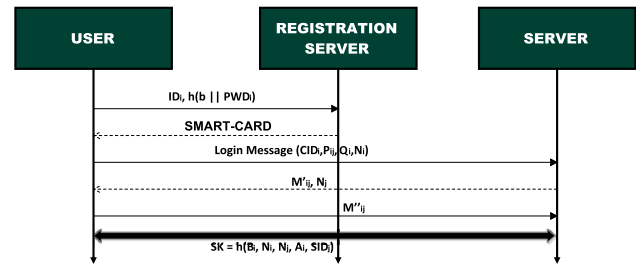 USER
REGISTRATION
SERVER
SERVER
IDi, h(b || PWDi)
SMART-CARD
Login Message (CIDi,Pij,Qi,Ni)
M'ij, Nj
M''ij
SK = h(Bi, Ni, Nj, Ai, SIDj)